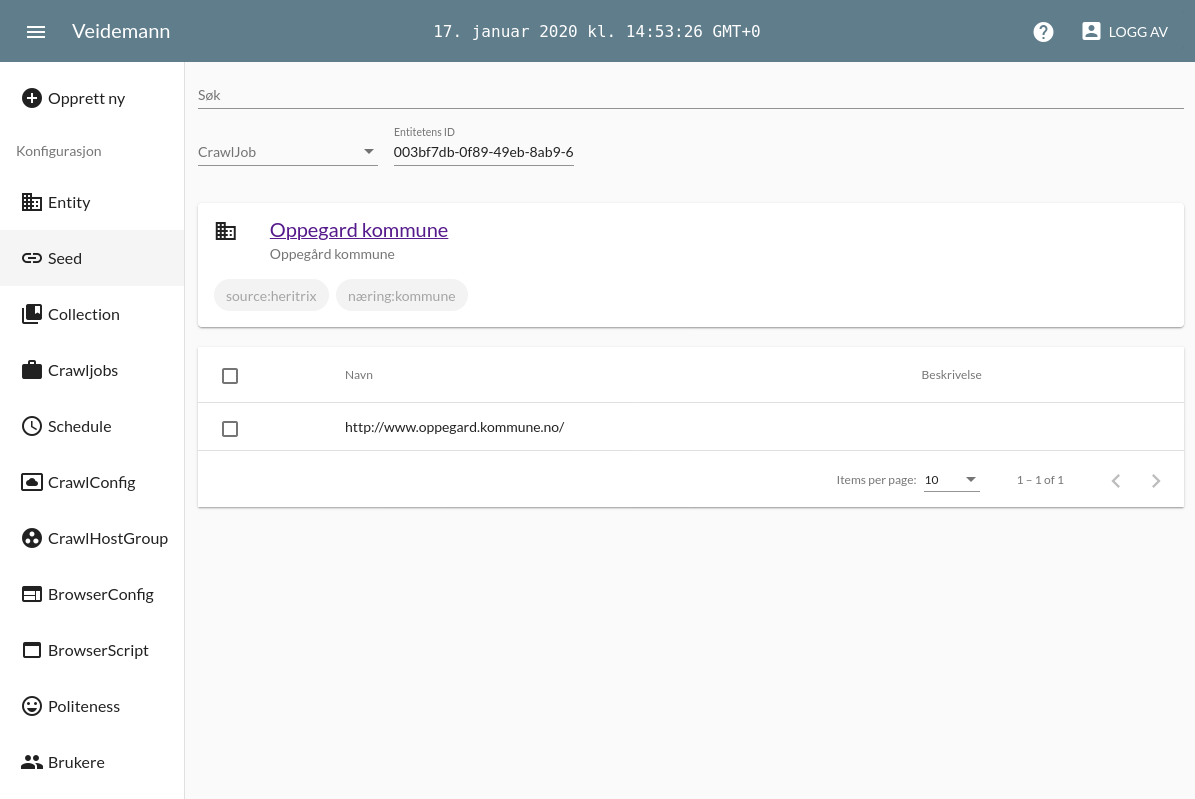 Veidemann
17. januar 2020 kl. 14:53:26 GMT+0
LOGG AV
Opprett ny
Konfigurasjon
Entity
Seed
Collection
Crawljobs
Schedule
CrawlConfig
CrawlHostGroup
BrowserConfig
BrowserScript
Politeness
Brukere
Søk
CrawlJob
Entitetens ID
003bf7db-0f89-49eb-8ab9-6
Oppegard kommune
Oppegård kommune
source:heritrix
næring:kommune
Navn
Beskrivelse
http://www.oppegard.kommune.no/
Items per page: 10
1 – 1 of 1